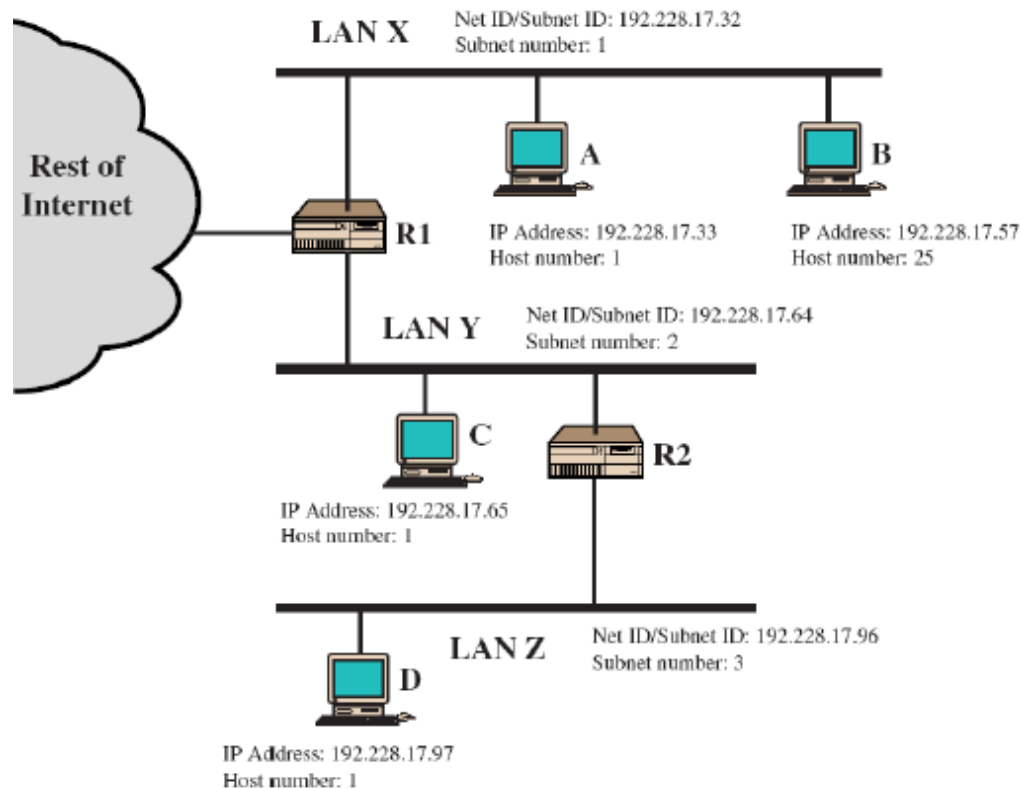 LAN X
Net ID/Subnet ID: 192.228.17.32
Subnet number: 1
Rest of
Internet
A
B
R1
IP Address: 192.228.17.33
Host number: 1
IP Address: 192.228.17.57
Host number: 25
LAN Y
Net ID/Subnet ID: 192.228.17.64
Subnet number: 2
C
R2
IP Address: 192.228.17.65
Host number: 1
LAN Z
Net ID/Subnet ID: 192.228.17.96
Subnet number: 3
D
IP Address: 192.228.17.97
Host number: 1